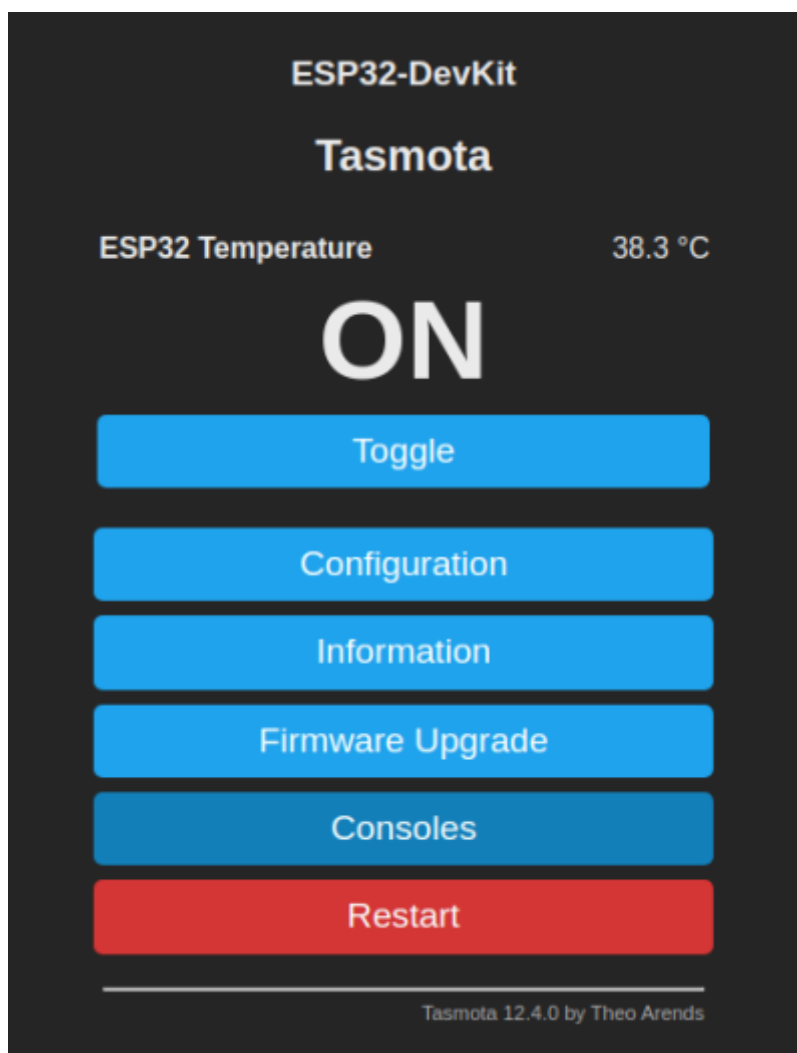 ESP32-DevKit
Tasmota
ESP32 Temperature 38.3 °C
ON
Toggle
Configuration
Information
Firmware Upgrade
Consoles
Restart
Tasmota 12.4.0 by Theo Arends